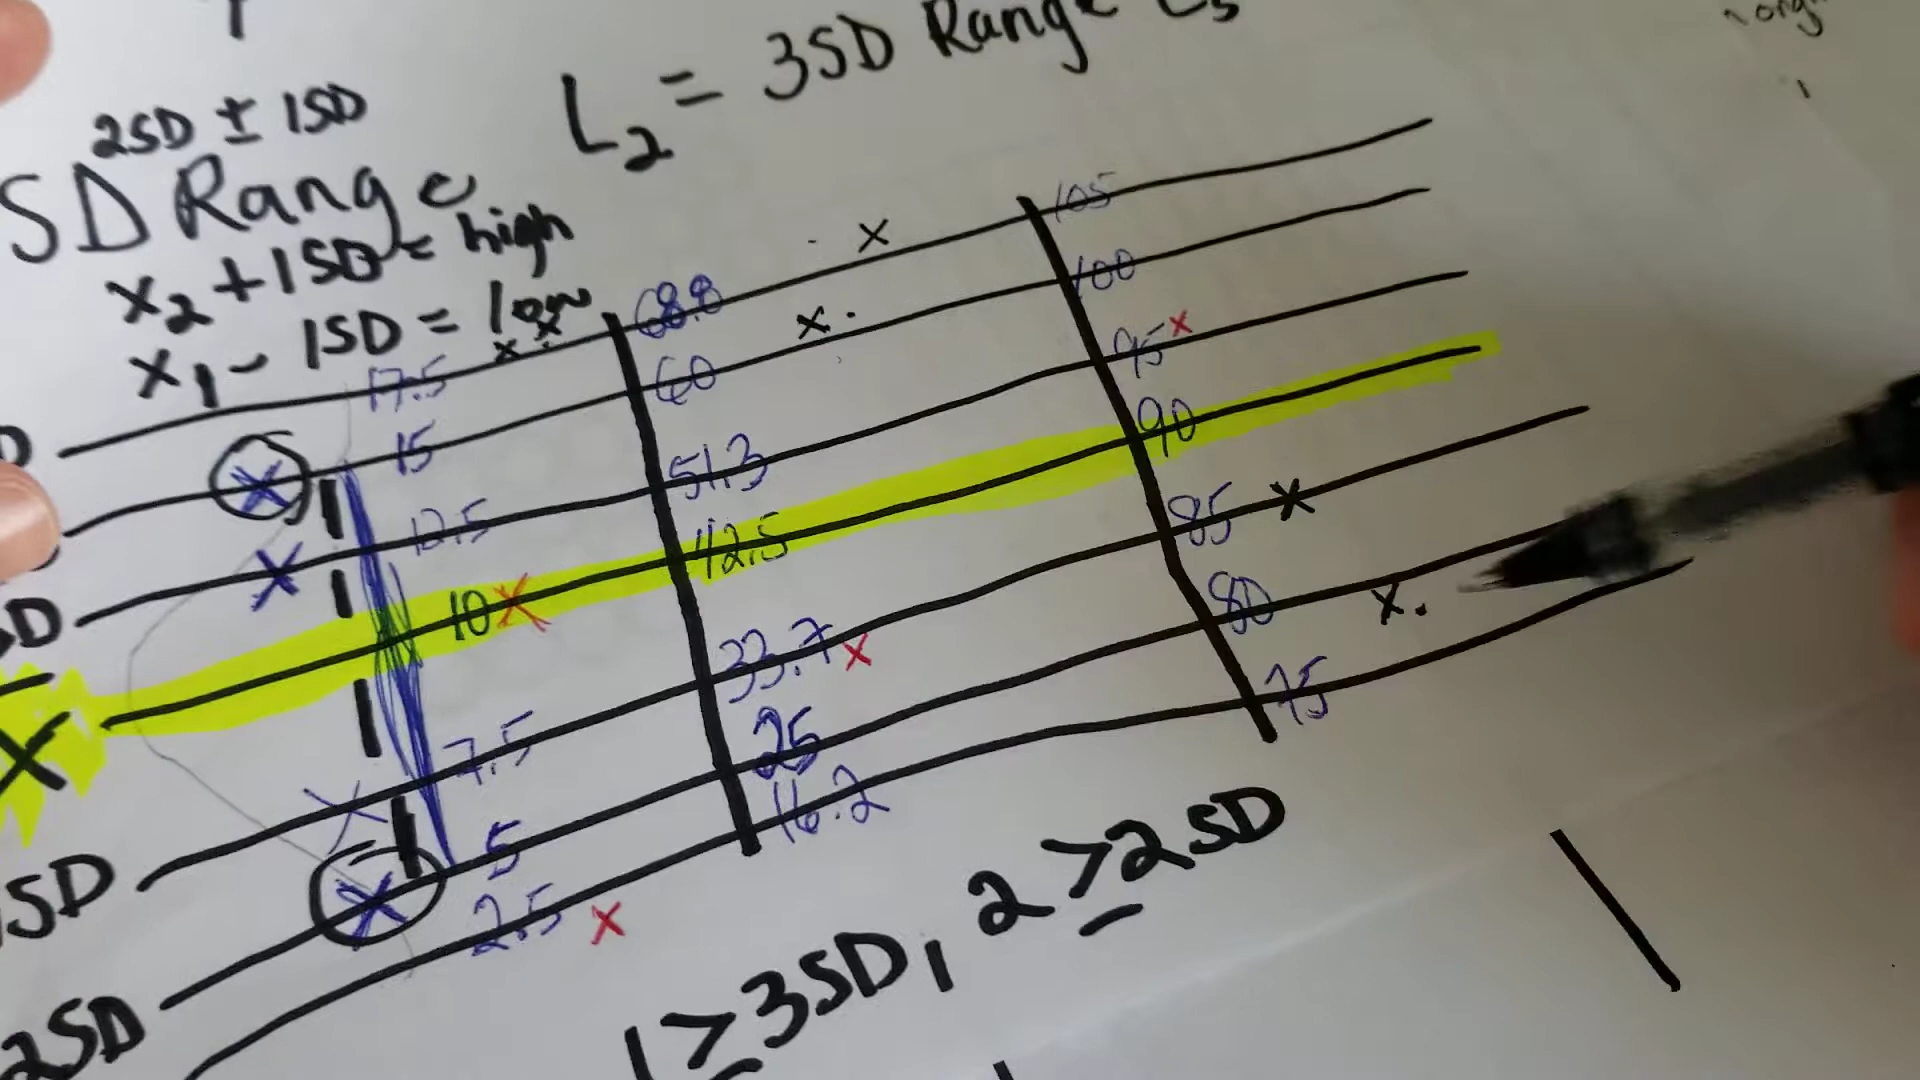 L2 = 3SD Range L3
2SD ± 1SD
SD Range
X2 + 1SD = high
X1 - 1SD = low
x x
17.5 68.8 x 105
15 60 x 100
X 12.5 51.3 95 x
X 10 X 42.5 90
7.5 33.7 x 85 x
X 5 25 80 x
2.5 x 16.2 75
D
SD
X
SD
2SD
1 ≥ 3SD, 2 ≥ 2SD